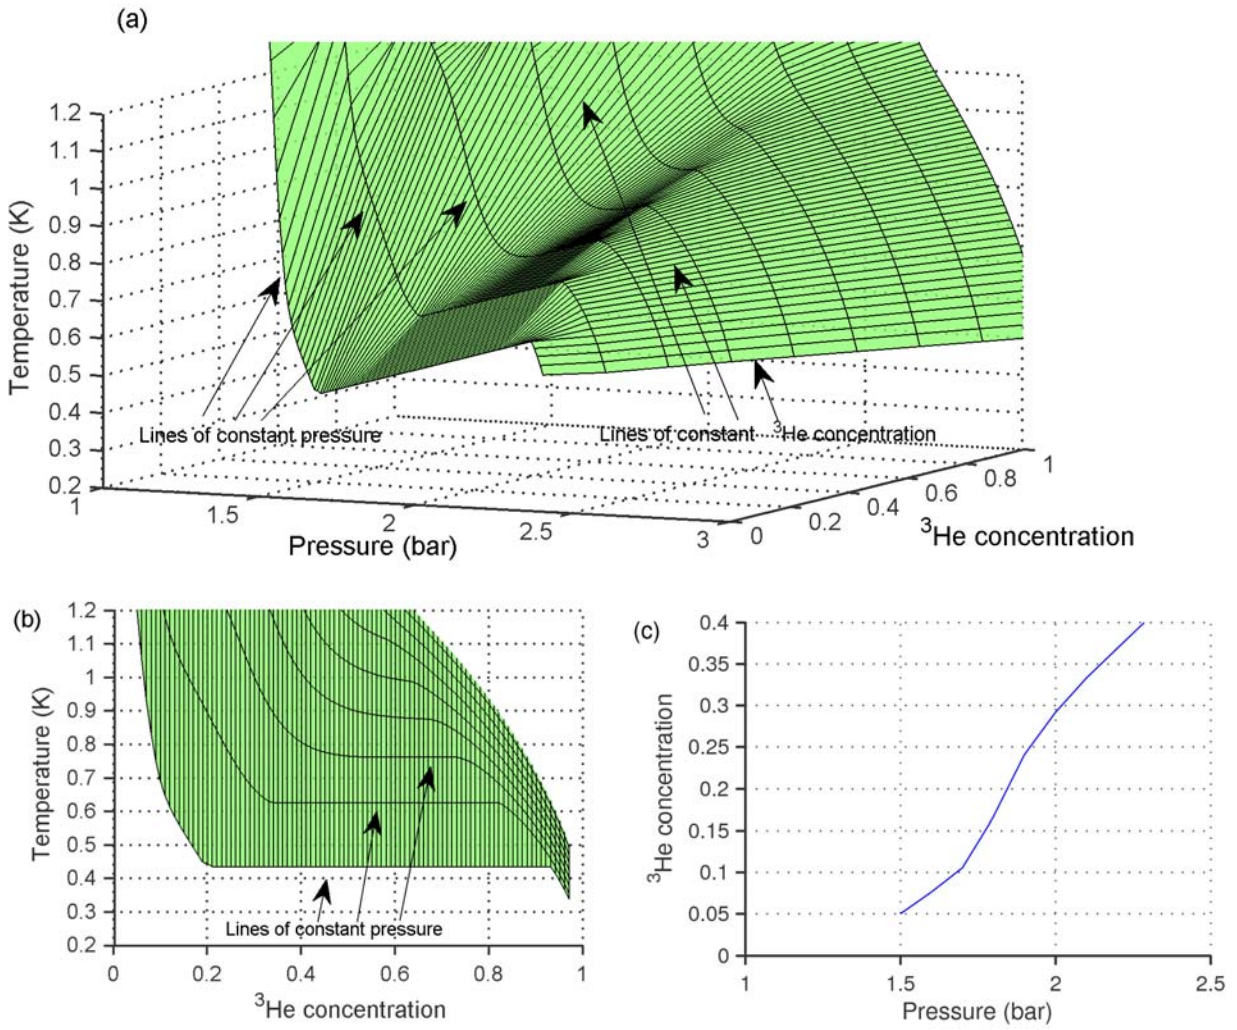 (a)
1.2
1.1
1
0.9
0.8
0.7
0.6
0.5
0.4
0.3
0.2
Temperature (K)
Lines of constant pressure
Lines of constant 3He concentration
1
1.5
2
2.5
3
Pressure (bar)
0
0.2
0.4
0.6
0.8
1
3He concentration
(b)
1.2
1.1
1
0.9
0.8
0.7
0.6
0.5
0.4
0.3
0.2
Temperature (K)
Lines of constant pressure
0 0.2 0.4 0.6 0.8 1
3He concentration
(c)
0.4
0.35
0.3
0.25
0.2
0.15
0.1
0.05
0
3He concentration
1 1.5 2 2.5
Pressure (bar)